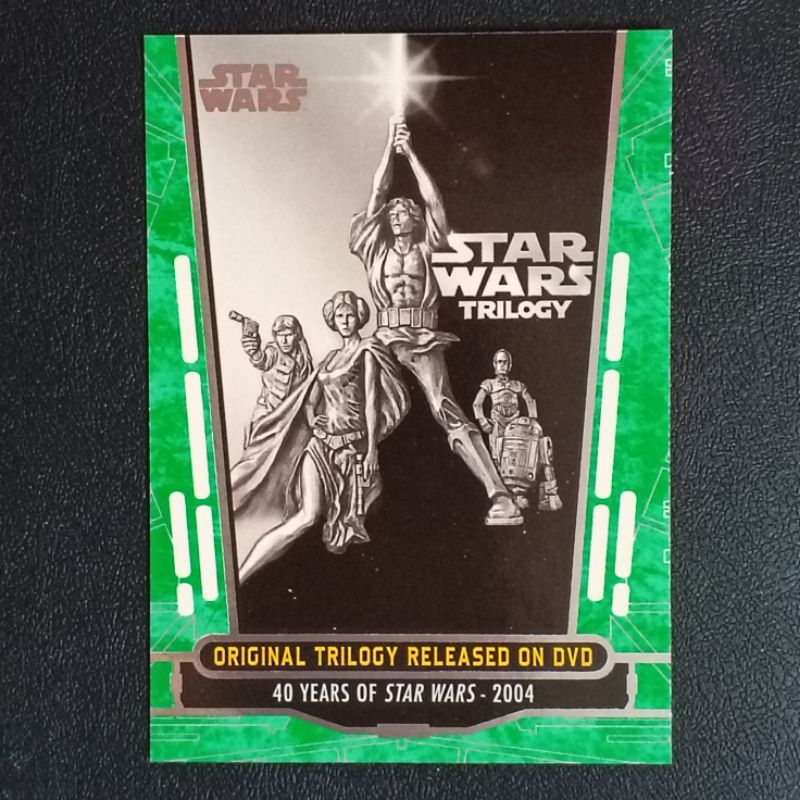 STAR
WARS
STAR
WARS
TRILOGY
ORIGINAL TRILOGY RELEASED ON DVD
40 YEARS OF STAR WARS - 2004